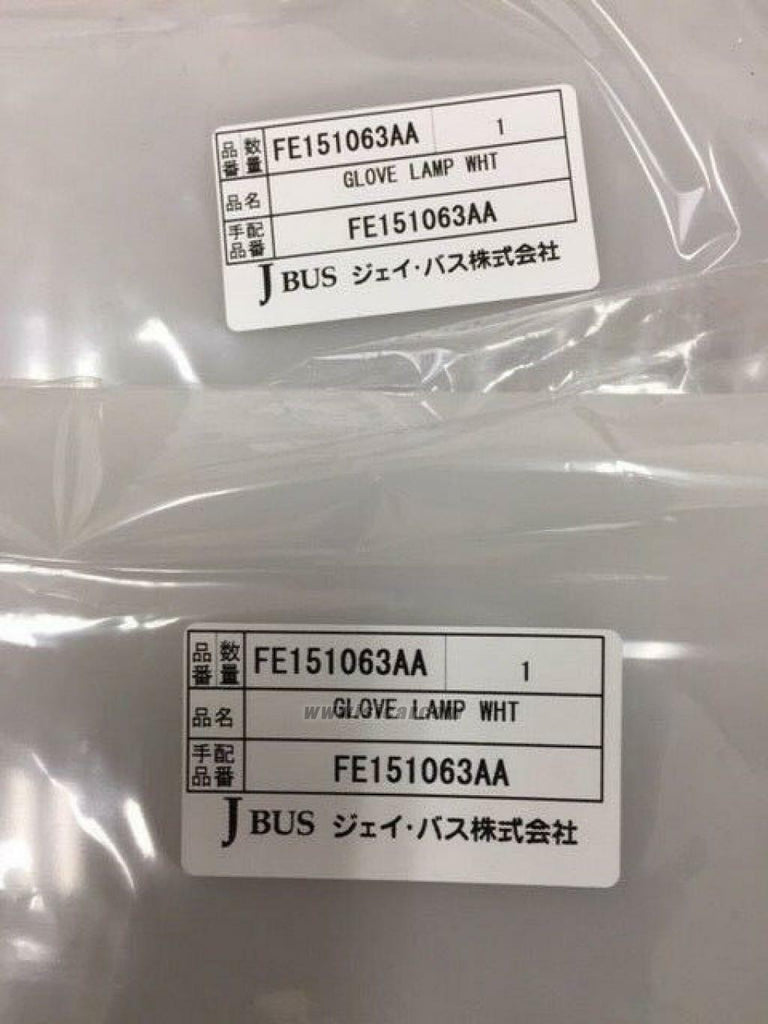 品番 数量 FE151063AA 1
品名 GLOVE LAMP WHT
手配品番 FE151063AA
J BUS ジェイ・バス株式会社
品番 数量 FE151063AA 1
品名 GLOVE LAMP WHT
手配品番 FE151063AA
J BUS ジェイ・バス株式会社